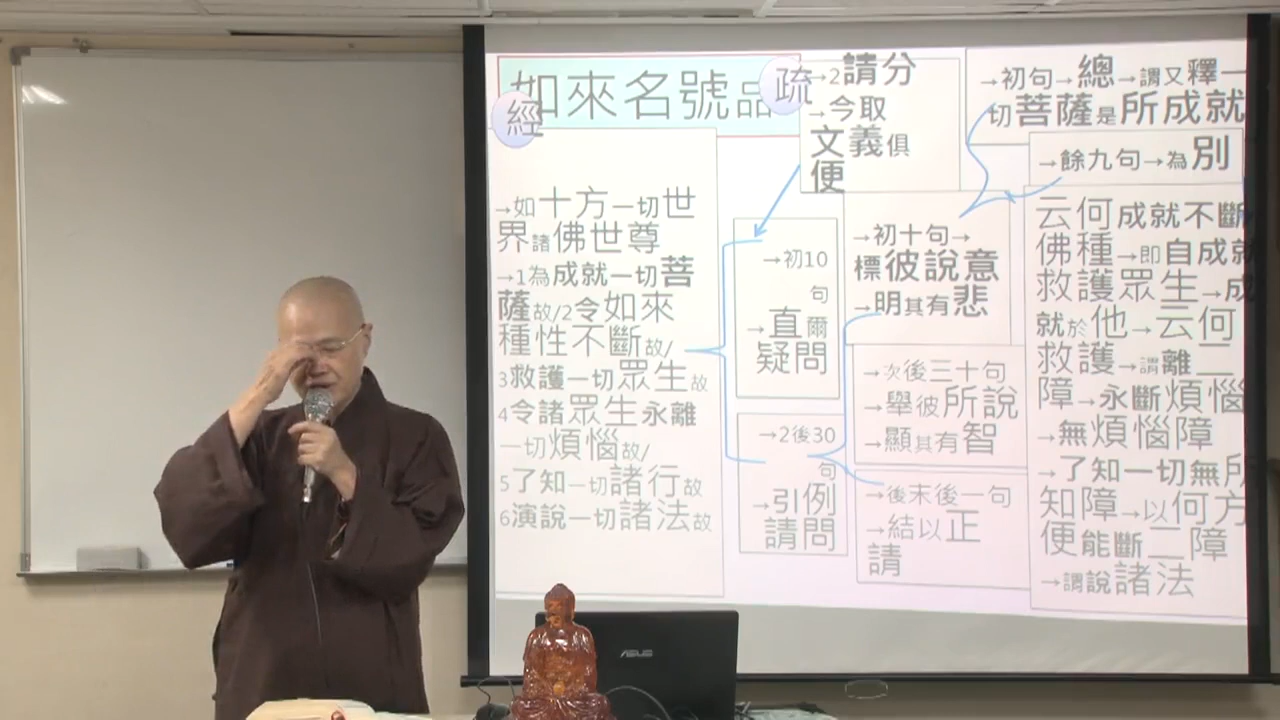 如來名號品
經
疏
→如十方一切世
界諸佛世尊
→1為成就一切菩
薩故/2令如來
種性不斷故/
3救護一切眾生故
4令諸眾生永離
一切煩惱故/
5了知一切諸行故
6演說一切諸法故
→2請分
→今取
文義俱
便
→初10
句
→直爾
疑問
→2後30
句
→引例
請問
→初十句→
標彼說意
→明其有悲
→次後三十句
→舉彼所說
→顯其有智
→後末後一句
→結以正
請
→初句→總→謂又釋一
切菩薩是所成就
→餘九句→為別
云何成就不斷
佛種→即自成就
救護眾生→成
就於他→云何
救護→謂離二
障→永斷煩惱
→無煩惱障
→了知一切無所
知障→以何方
便能斷二障
→謂說諸法
ASUS